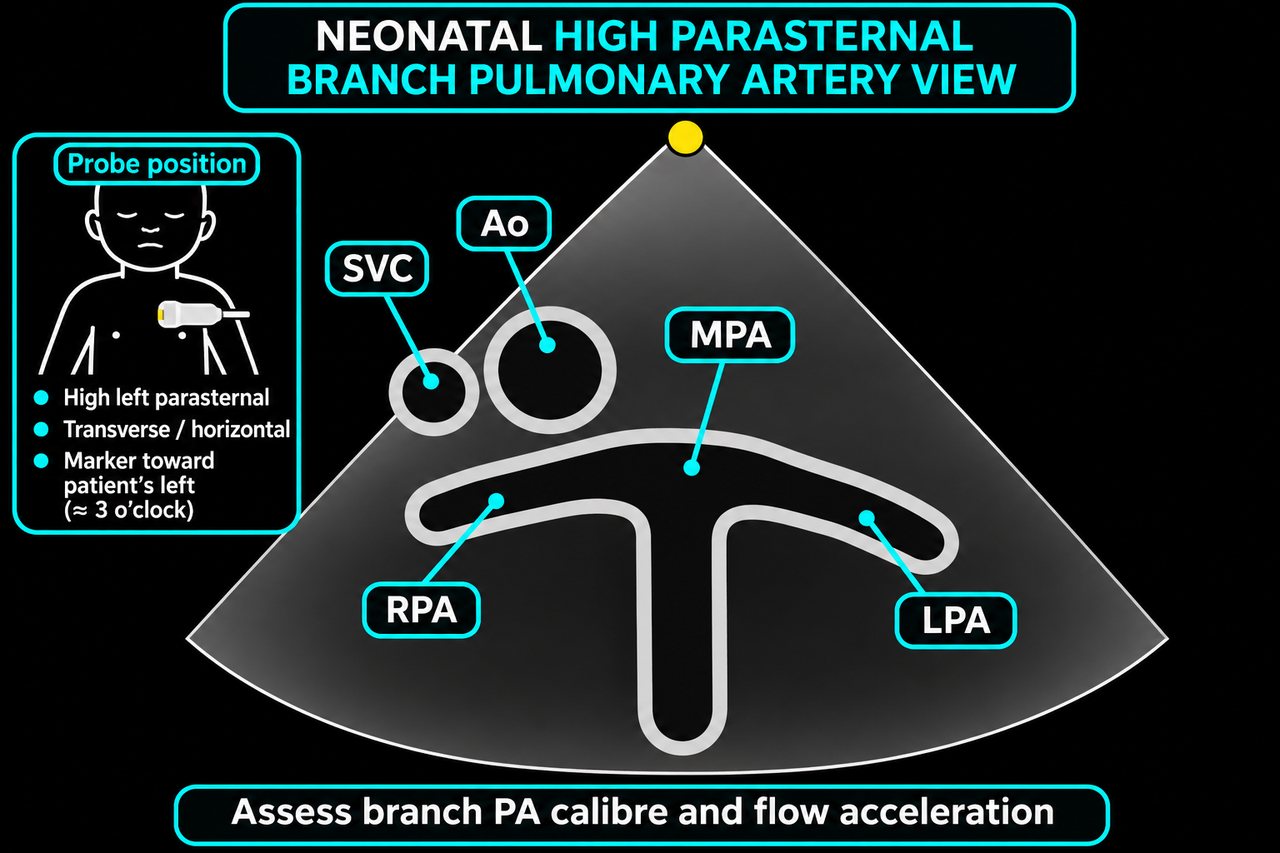 NEONATAL HIGH PARASTERNAL
BRANCH PULMONARY ARTERY VIEW
Probe position
High left parasternal
Transverse / horizontal
Marker toward
patient's left
(≈ 3 o'clock)
SVC
Ao
MPA
RPA
LPA
Assess branch PA calibre and flow acceleration